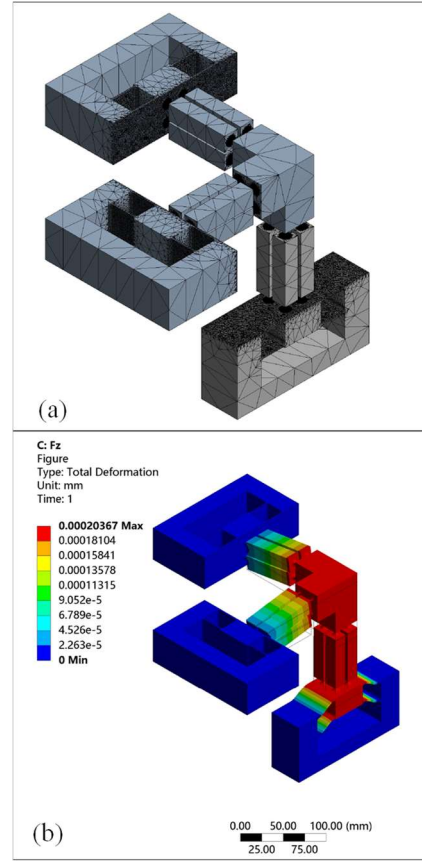 (a)
C: Fz
Figure
Type: Total Deformation
Unit: mm
Time: 1
0.00020367 Max
0.00018104
0.00015841
0.00013578
0.00011315
9.052e-5
6.789e-5
4.526e-5
2.263e-5
0 Min
0.00 50.00 100.00 (mm)
25.00 75.00
(b)